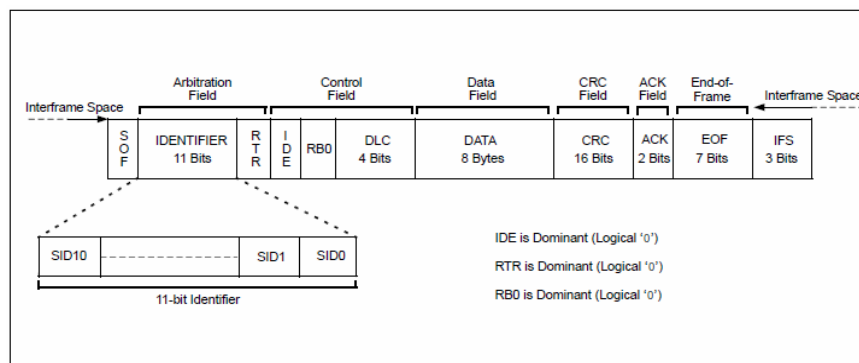 Arbitration Field
Control Field
Data Field
CRC Field
ACK Field
End-of-Frame
Interframe Space
Interframe Space
SOF
IDENTIFIER
11 Bits
RTR
IDE
RB0
DLC
4 Bits
DATA
8 Bytes
CRC
16 Bits
ACK
2 Bits
EOF
7 Bits
IFS
3 Bits
SID10
SID1
SID0
11-bit Identifier
IDE is Dominant (Logical ‘0’)
RTR is Dominant (Logical ‘0’)
RB0 is Dominant (Logical ‘0’)